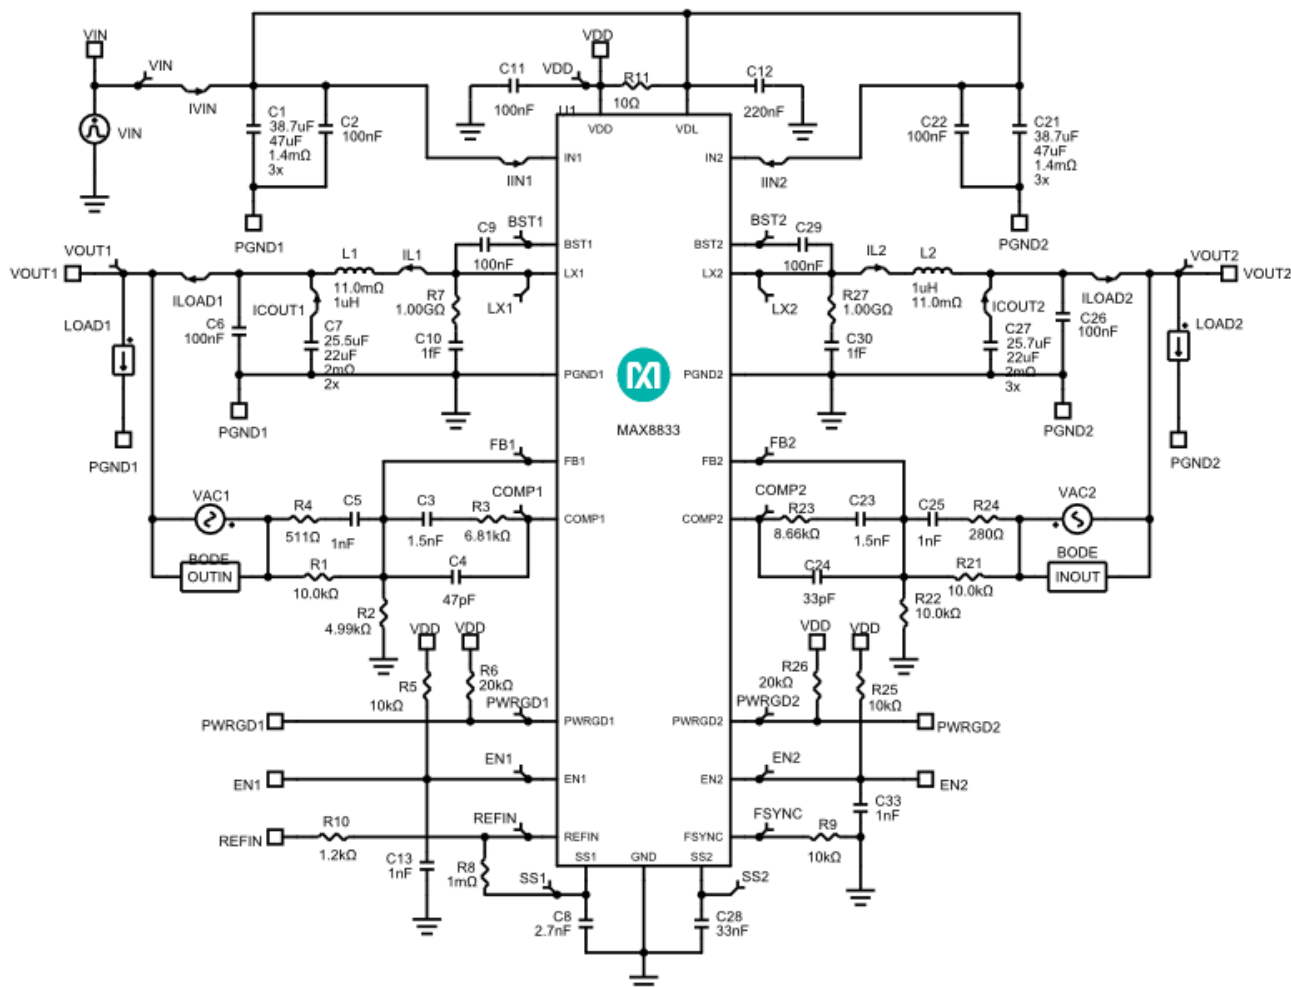 VIN
VIN
IVIN
VIN
C1
38.7uF
47uF
1.4mΩ
3x
C2
100nF
PGND1
C11
100nF
VDD
VDD
R11
10Ω
C12
220nF
U1
VDD
VDL
C22
100nF
C21
38.7uF
47uF
1.4mΩ
3x
PGND2
IIN1
IN1
IN2
IIN2
VOUT1
VOUT1
ILOAD1
LOAD1
PGND1
C6
100nF
PGND1
ICOUT1
C7
25.5uF
22uF
2mΩ
2x
L1
11.0mΩ
1uH
IL1
C9
100nF
BST1
BST1
R7
1.00GΩ
LX1
LX1
C10
1fF
PGND1
BST2
BST2
C29
100nF
LX2
LX2
R27
1.00GΩ
C30
1fF
PGND2
IL2
L2
1uH
11.0mΩ
ICOUT2
C27
25.7uF
22uF
2mΩ
3x
C26
100nF
PGND2
ILOAD2
VOUT2
VOUT2
LOAD2
PGND2
MAX8833
FB1
FB1
FB2
FB2
VAC1
BODE
OUTIN
R4
511Ω
C5
1nF
C3
1.5nF
R3
6.81kΩ
COMP1
COMP1
R1
10.0kΩ
C4
47pF
R2
4.99kΩ
COMP2
COMP2
R23
8.66kΩ
C23
1.5nF
C25
1nF
R24
280Ω
VAC2
BODE
INOUT
C24
33pF
R21
10.0kΩ
R22
10.0kΩ
VDD
VDD
R5
10kΩ
R6
20kΩ
PWRGD1
PWRGD1
PWRGD1
VDD
VDD
R26
20kΩ
R25
10kΩ
PWRGD2
PWRGD2
PWRGD2
EN1
EN1
EN1
EN2
EN2
EN2
REFIN
R10
1.2kΩ
C13
1nF
REFIN
REFIN
R8
1mΩ
SS1
SS1
GND
SS2
SS2
FSYNC
FSYNC
R9
10kΩ
C33
1nF
C8
2.7nF
C28
33nF